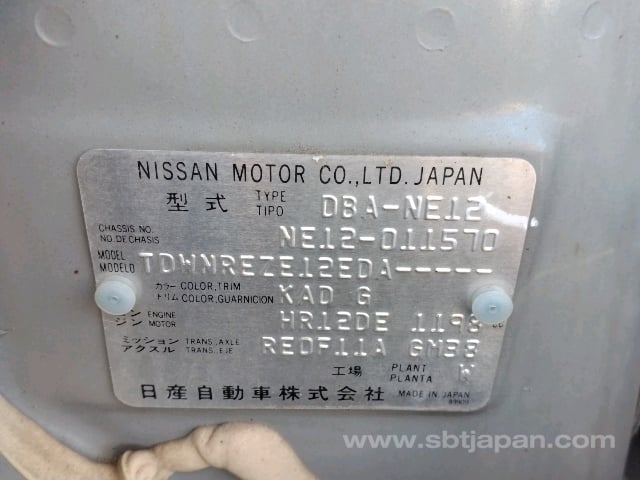 NISSAN MOTOR CO.,LTD. JAPAN
型式 TYPE TIPO DBA-NE12
CHASSIS NO. NO. DE CHASIS NE12-011570
MODEL MODELO TDWNREZE12EDA-----
カラー COLOR, TRIM トリム COLOR, GUARNICION KAD G
ン ENGINE ジン MOTOR HR12DE 1198 cc
ミッション TRANS., AXLE アクスル TRANS., EJE RE0F11A GM38
工場 PLANT PLANTA W
日産自動車株式会社 MADE IN JAPAN
www.sbtjapan.com